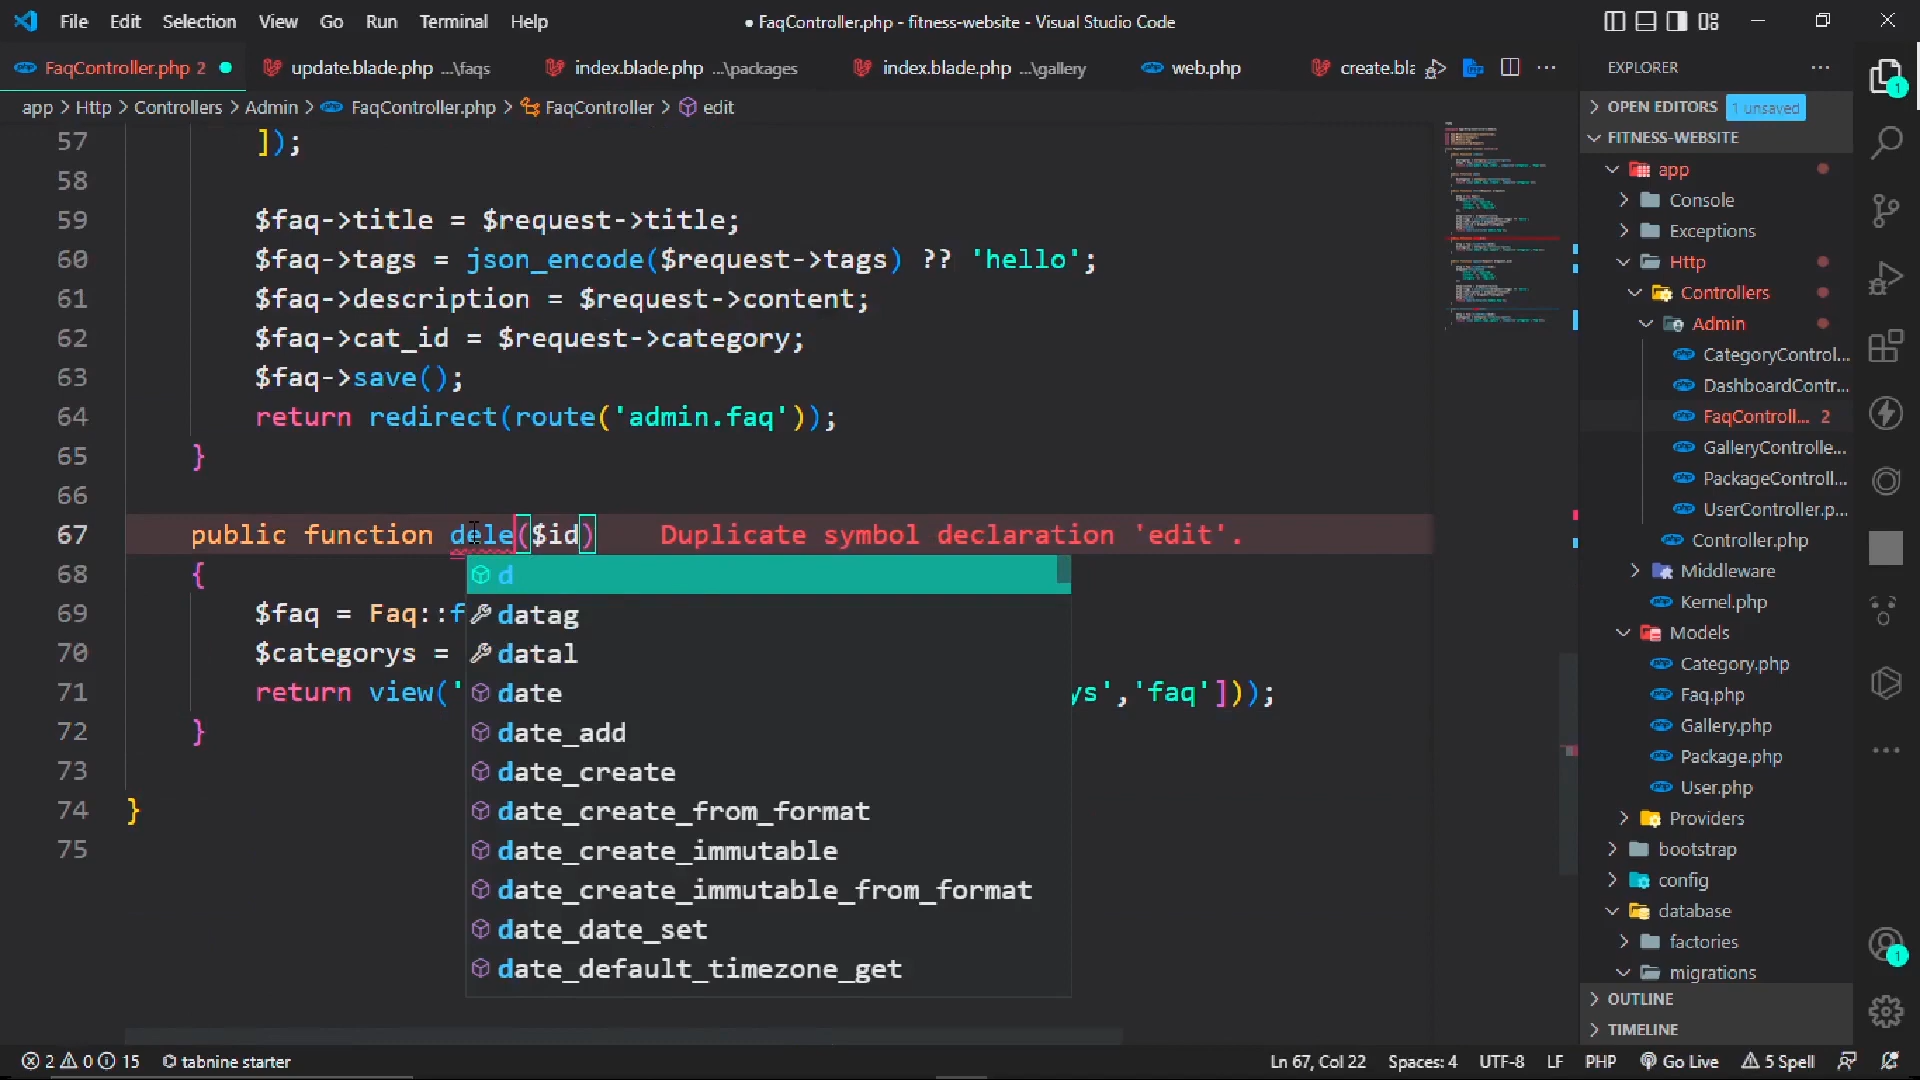 File Edit Selection View Go Run Terminal Help
● FaqController.php - fitness-website - Visual Studio Code
FaqController.php 2 ●
update.blade.php ...\faqs
index.blade.php ...\packages
index.blade.php ...\gallery
web.php
create.bla
app > Http > Controllers > Admin > FaqController.php > FaqController > edit
57 ]);
58
59 $faq->title = $request->title;
60 $faq->tags = json_encode($request->tags) ?? 'hello';
61 $faq->description = $request->content;
62 $faq->cat_id = $request->category;
63 $faq->save();
64 return redirect(route('admin.faq'));
65 }
66
67 public function dele($id) Duplicate symbol declaration 'edit'.
68 {
69 $faq = Faq::f
70 $categorys =
71 return view(' ys','faq']));
72 }
73
74 }
75
d
datag
datal
date
date_add
date_create
date_create_from_format
date_create_immutable
date_create_immutable_from_format
date_date_set
date_default_timezone_get
EXPLORER
OPEN EDITORS 1 unsaved
FITNESS-WEBSITE
app
Console
Exceptions
Http
Controllers
Admin
CategoryControl...
DashboardContr...
FaqControll... 2
GalleryControlle...
PackageControll...
UserController.p...
Controller.php
Middleware
Kernel.php
Models
Category.php
Faq.php
Gallery.php
Package.php
User.php
Providers
bootstrap
config
database
factories
migrations
OUTLINE
TIMELINE
1
1
2 0 15 tabnine starter
Ln 67, Col 22 Spaces: 4 UTF-8 LF PHP Go Live 5 Spell